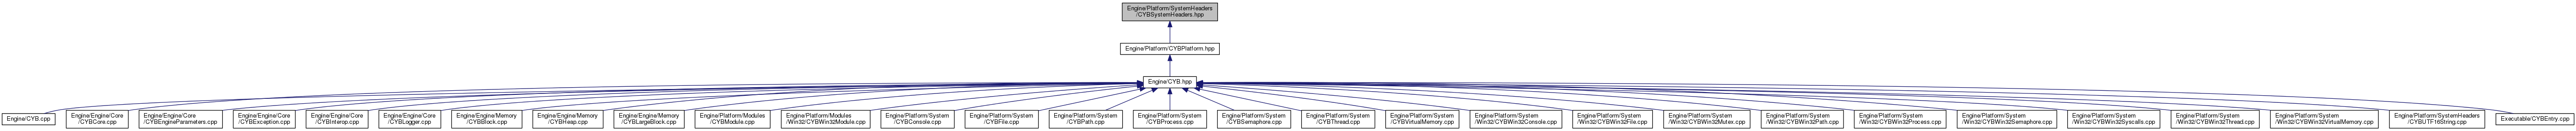 Engine/Platform/SystemHeaders
/CYBSystemHeaders.hpp
Engine/Platform/CYBPlatform.hpp
Engine/CYB.hpp
Engine/CYB.cpp
Engine/Engine/Core
/CYBCore.cpp
Engine/Engine/Core
/CYBEngineParameters.cpp
Engine/Engine/Core
/CYBException.cpp
Engine/Engine/Core
/CYBInterop.cpp
Engine/Engine/Core
/CYBLogger.cpp
Engine/Engine/Memory
/CYBBlock.cpp
Engine/Engine/Memory
/CYBHeap.cpp
Engine/Engine/Memory
/CYBLargeBlock.cpp
Engine/Platform/Modules
/CYBModule.cpp
Engine/Platform/Modules
/Win32/CYBWin32Module.cpp
Engine/Platform/System
/CYBConsole.cpp
Engine/Platform/System
/CYBFile.cpp
Engine/Platform/System
/CYBPath.cpp
Engine/Platform/System
/CYBProcess.cpp
Engine/Platform/System
/CYBSemaphore.cpp
Engine/Platform/System
/CYBThread.cpp
Engine/Platform/System
/CYBVirtualMemory.cpp
Engine/Platform/System
/Win32/CYBWin32Console.cpp
Engine/Platform/System
/Win32/CYBWin32File.cpp
Engine/Platform/System
/Win32/CYBWin32Mutex.cpp
Engine/Platform/System
/Win32/CYBWin32Path.cpp
Engine/Platform/System
/Win32/CYBWin32Process.cpp
Engine/Platform/System
/Win32/CYBWin32Semaphore.cpp
Engine/Platform/System
/Win32/CYBWin32Syscalls.cpp
Engine/Platform/System
/Win32/CYBWin32Thread.cpp
Engine/Platform/System
/Win32/CYBWin32VirtualMemory.cpp
Engine/Platform/SystemHeaders
/CYBUTF16String.cpp
Executable/CYBEntry.cpp